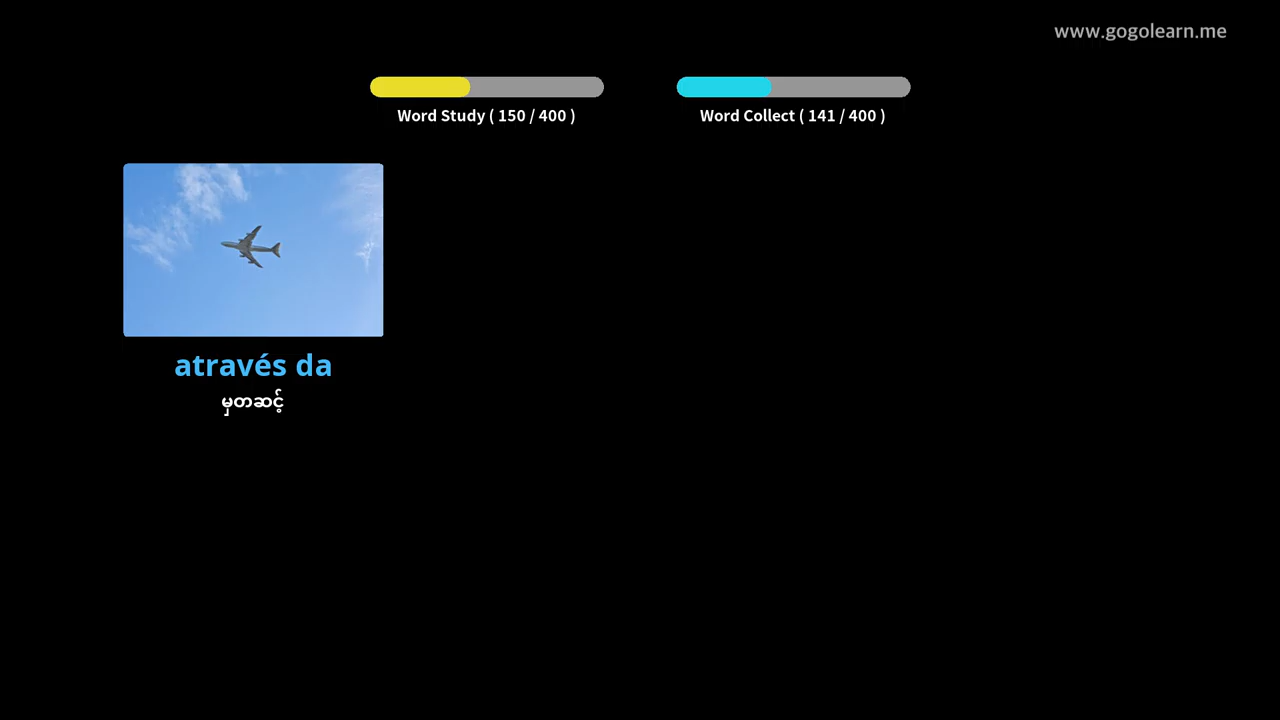 www.gogolearn.me
Word Study ( 150 / 400 )
Word Collect ( 141 / 400 )
através da
မှတဆင့်